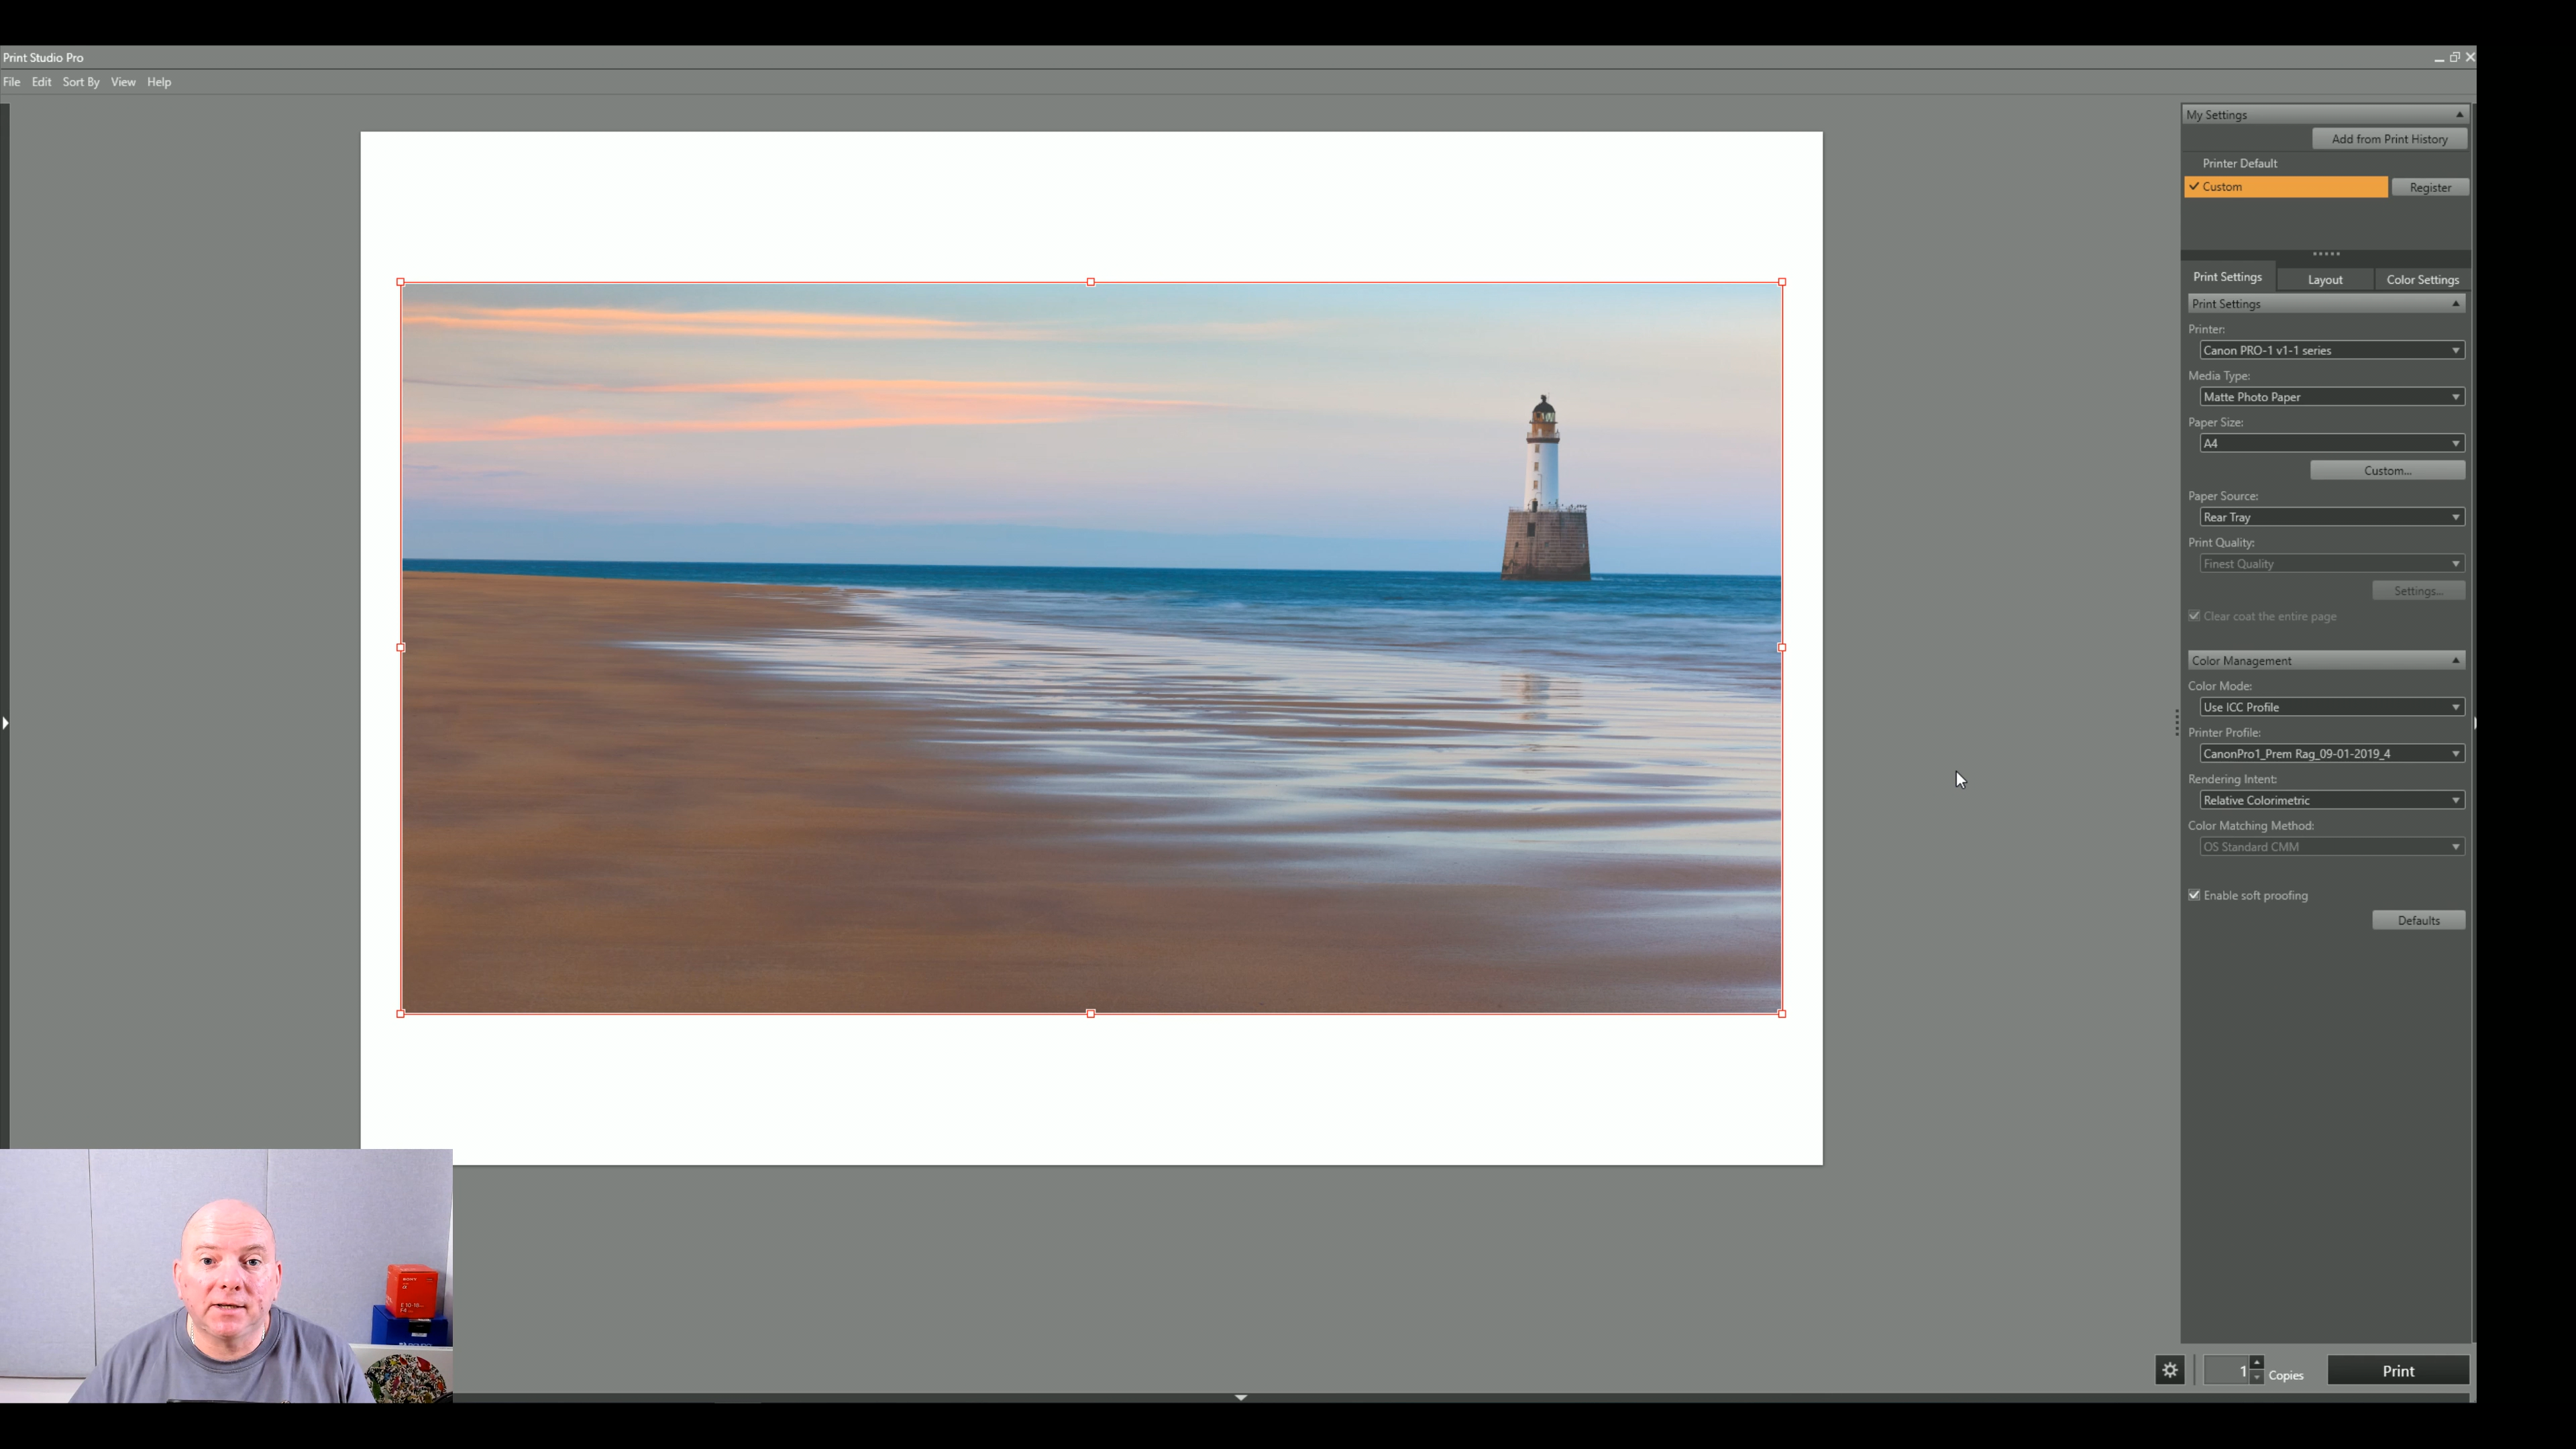 Print Studio Pro
File Edit Sort By View Help
My Settings
Add from Print History
Printer Default
Custom
Register
Print Settings Layout Color Settings
Print Settings
Printer:
Canon PRO-1 v1-1 series
Media Type:
Matte Photo Paper
Paper Size:
A4
Custom...
Paper Source:
Rear Tray
Print Quality:
Finest Quality
Settings...
Clear coat the entire page
Color Management
Color Mode:
Use ICC Profile
Printer Profile:
CanonPro1_Prem Rag_09-01-2019_4
Rendering Intent:
Relative Colorimetric
Color Matching Method:
OS Standard CMM
Enable soft proofing
Defaults
1 Copies Print
SONY
α